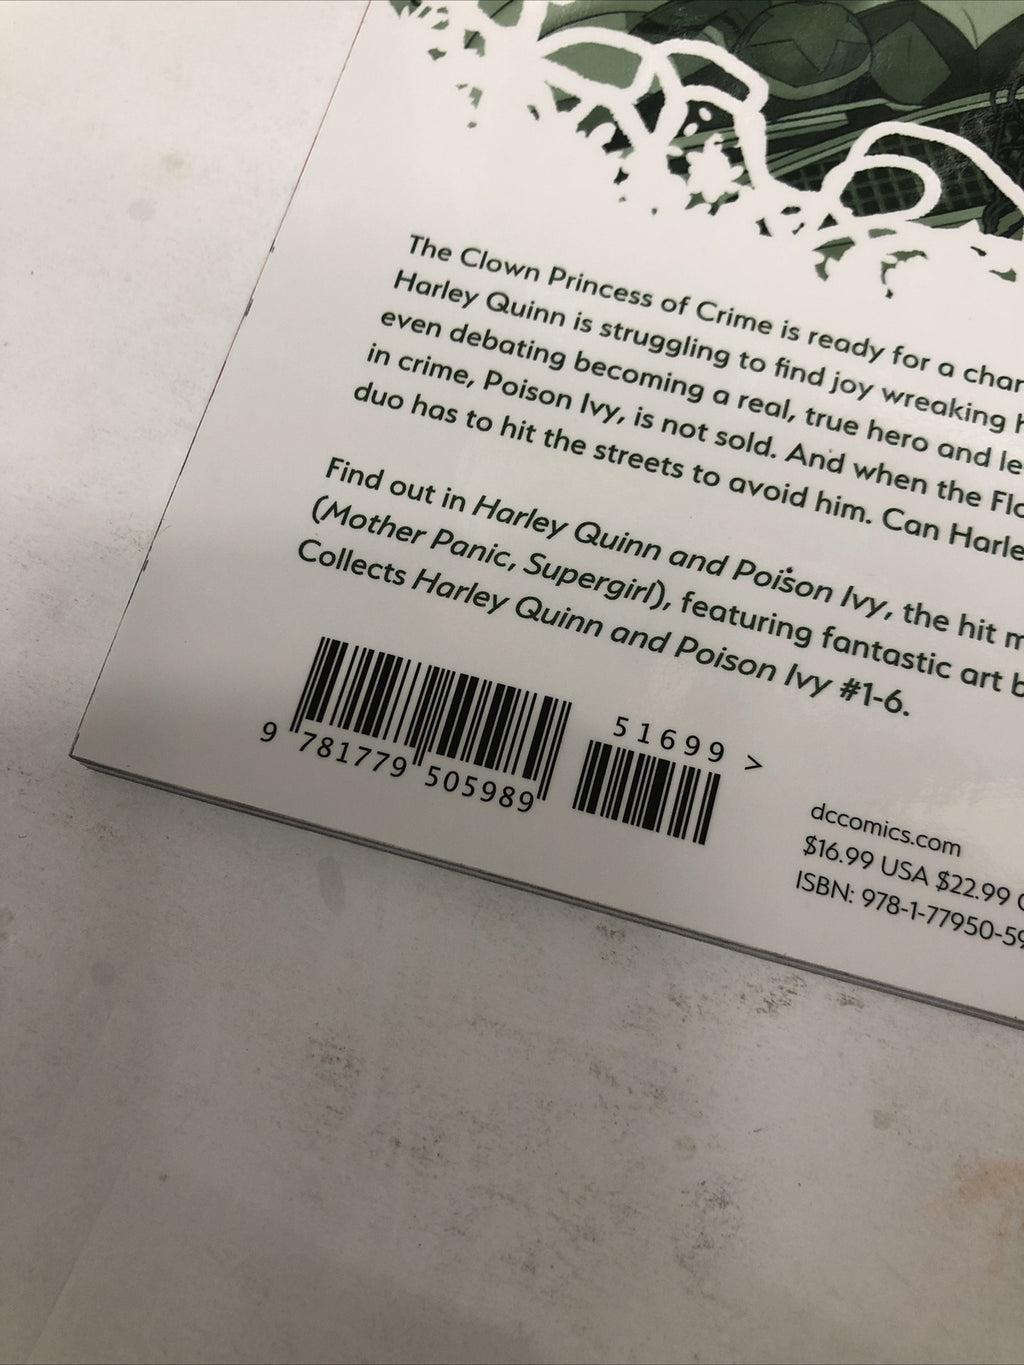 The Clown Princess of Crime is ready for a
Harley Quinn is struggling to find joy wreaking
even debating becoming a real, true hero and
in crime, Poison Ivy, is not sold. And when the
duo has to hit the streets to avoid him. Can
Find out in Harley Quinn and Poison Ivy, the hit
(Mother Panic, Supergirl), featuring fantastic art
Collects Harley Quinn and Poison Ivy #1-6.
51699 >
9 781779 505989
dccomics.com
$16.99 USA $22.99
ISBN: 978-1-77950-59